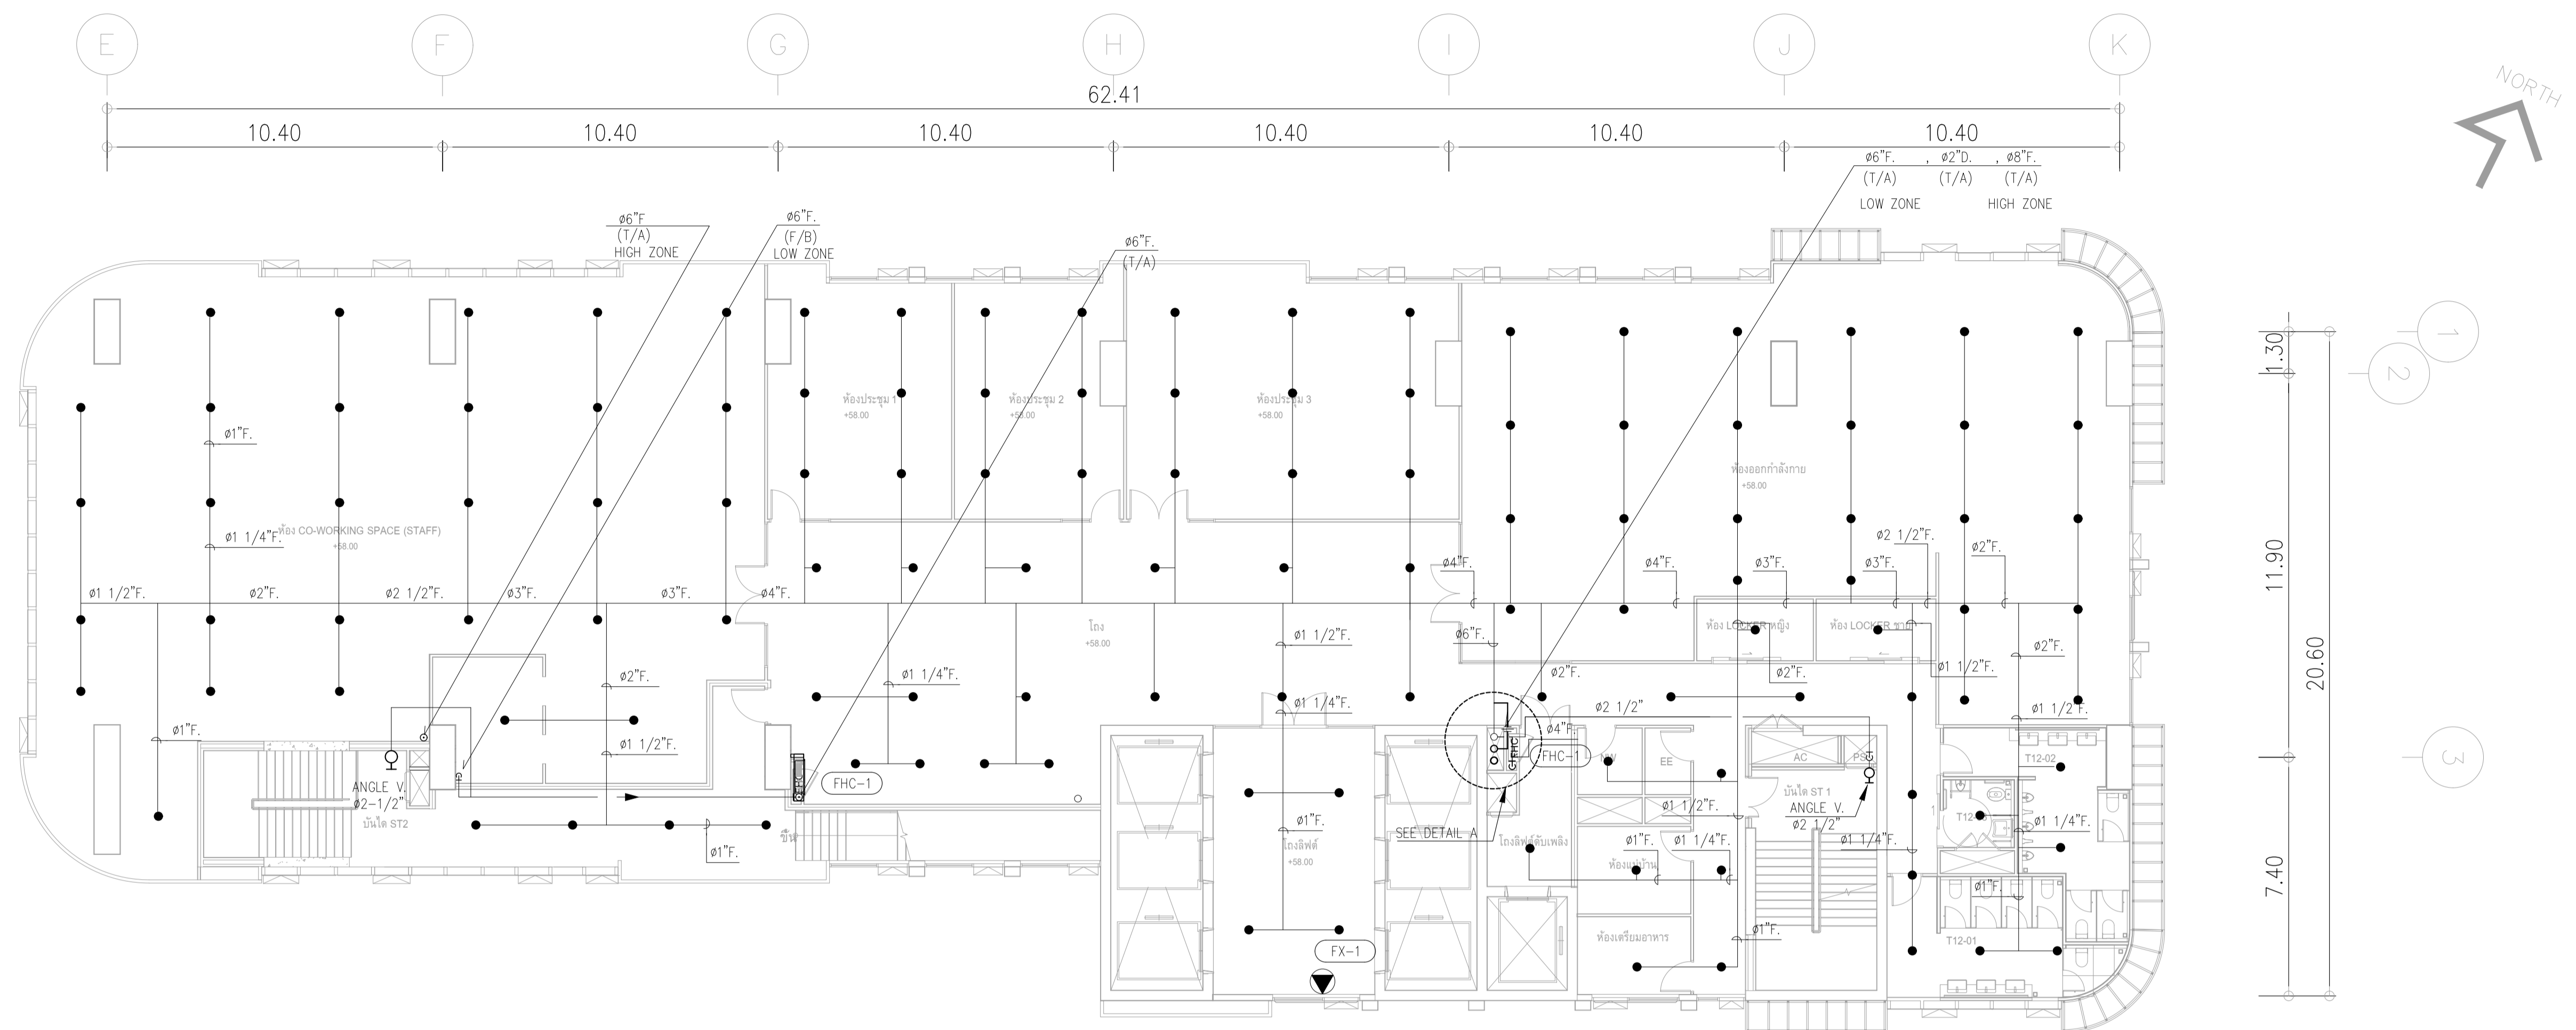 E F G H I J K
NORTH
62.41
10.40 10.40 10.40 10.40 10.40 10.40
ø6"F. , ø2"D. , ø8"F.
(T/A) (T/A) (T/A)
LOW ZONE HIGH ZONE
ø6"F
(T/A)
HIGH ZONE
ø6"F.
(F/B)
LOW ZONE
ø6"F.
(T/A)
1
2
3
1.30
11.90
20.60
7.40
ห้องประชุม 1
+58.00
ห้องประชุม 2
+58.00
ห้องประชุม 3
+58.00
ห้องออกกำลังกาย
+58.00
ø1"F.
ห้อง CO-WORKING SPACE (STAFF)
+58.00
ø1 1/4"F.
ø1 1/2"F. ø2"F. ø2 1/2"F. ø3"F. ø3"F. ø4"F.
ø4"F. ø4"F. ø3"F. ø3"F. ø2 1/2"F. ø2"F.
โถง
+58.00
ห้อง LOCKER หญิง
ห้อง LOCKER ชาย
ø1 1/2"F.
ø6"F.
ø2"F.
ø1 1/2"F.
ø2"F.
ø1 1/4"F.
ø2"F.
ø2"F.
ø1 1/4"F.
ø2 1/2"
ø1 1/2"F.
ø1"F.
ø1 1/2"F.
ø4"F.
FHC
FHC-1
FHC-1
EE
AC
PS
T12-02
ANGLE V.
ø2-1/2"
บันได ST2
บันได ST 1
ANGLE V.
ø2 1/2"
ø1 1/2"F.
ø1"F.
ขึ้น
ø1"F.
โถงลิฟต์
+58.00
SEE DETAIL A
โถงลิฟต์ดับเพลิง
ø1"F. ø1 1/4"F.
ห้องแม่บ้าน
ø1 1/4"F.
ø1 1/4"F.
ø1"F.
ø1"F.
ห้องเตรียมอาหาร
T12-01
FX-1